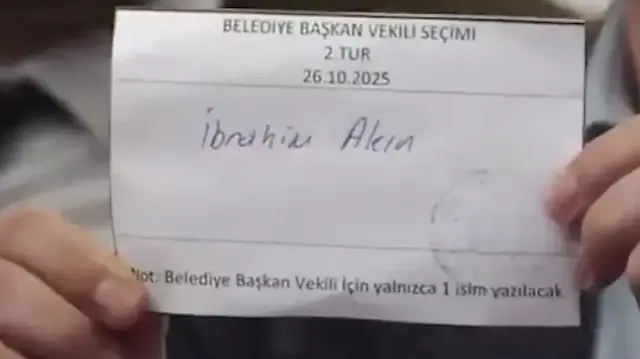 BELEDİYE BAŞKAN VEKİLİ SEÇİMİ
2.TUR
26.10.2025
İbrahim Akın
Not: Belediye Başkan Vekili için yalnızca 1 isim yazılacak